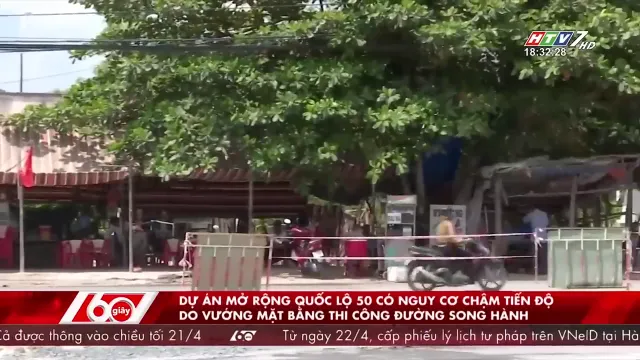 HTV7 HD
18:32:28
60 giây
DỰ ÁN MỞ RỘNG QUỐC LỘ 50 CÓ NGUY CƠ CHẬM TIẾN ĐỘ
DO VƯỚNG MẶT BẰNG THI CÔNG ĐƯỜNG SONG HÀNH
Cả được thông vào chiều tối 21/4 | Từ ngày 22/4, cấp phiếu lý lịch tư pháp trên VNeID tại Hà